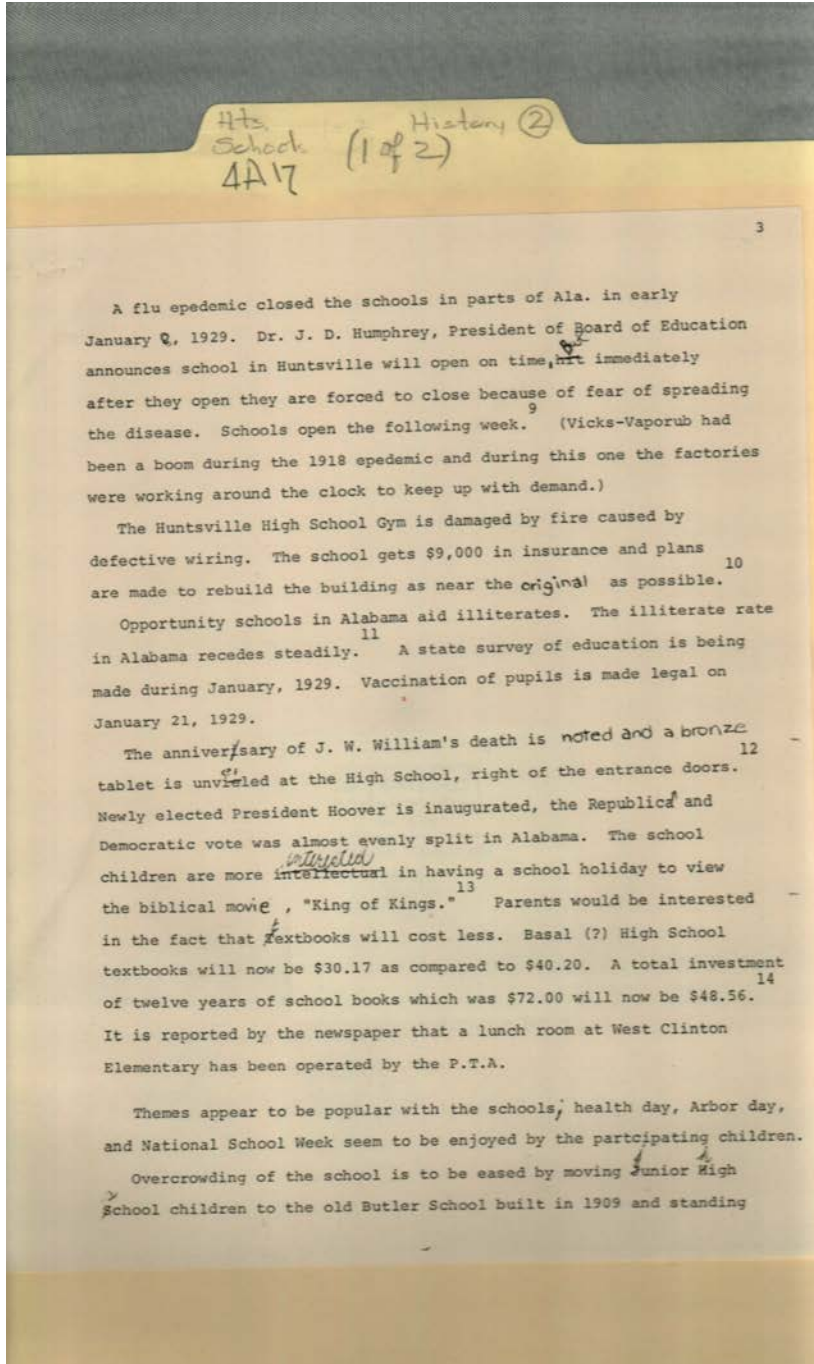 Hts. History ②
School (1 of 2)
4A17
3
A flu epedemic closed the schools in parts of Ala. in early
January 2, 1929. Dr. J. D. Humphrey, President of Board of Education
announces school in Huntsville will open on time, but immediately
after they open they are forced to close because of fear of spreading
the disease. Schools open the following week. 9 (Vicks-Vaporub had
been a boom during the 1918 epedemic and during this one the factories
were working around the clock to keep up with demand.)
The Huntsville High School Gym is damaged by fire caused by
defective wiring. The school gets $9,000 in insurance and plans
are made to rebuild the building as near the original as possible. 10
Opportunity schools in Alabama aid illiterates. The illiterate rate
in Alabama recedes steadily. 11 A state survey of education is being
made during January, 1929. Vaccination of pupils is made legal on
January 21, 1929.
The anniversary of J. W. William's death is noted and a bronze
tablet is unveiled at the High School, right of the entrance doors. 12
Newly elected President Hoover is inaugurated, the Republican and
Democratic vote was almost evenly split in Alabama. The school
children are more intellectual interested in having a school holiday to view
the biblical movie, "King of Kings." 13 Parents would be interested
in the fact that textbooks will cost less. Basal (?) High School
textbooks will now be $30.17 as compared to $40.20. A total investment
of twelve years of school books which was $72.00 will now be $48.56. 14
It is reported by the newspaper that a lunch room at West Clinton
Elementary has been operated by the P.T.A.
Themes appear to be popular with the schools; health day, Arbor day,
and National School Week seem to be enjoyed by the partcipating children.
Overcrowding of the school is to be eased by moving junior high
school children to the old Butler School built in 1909 and standing